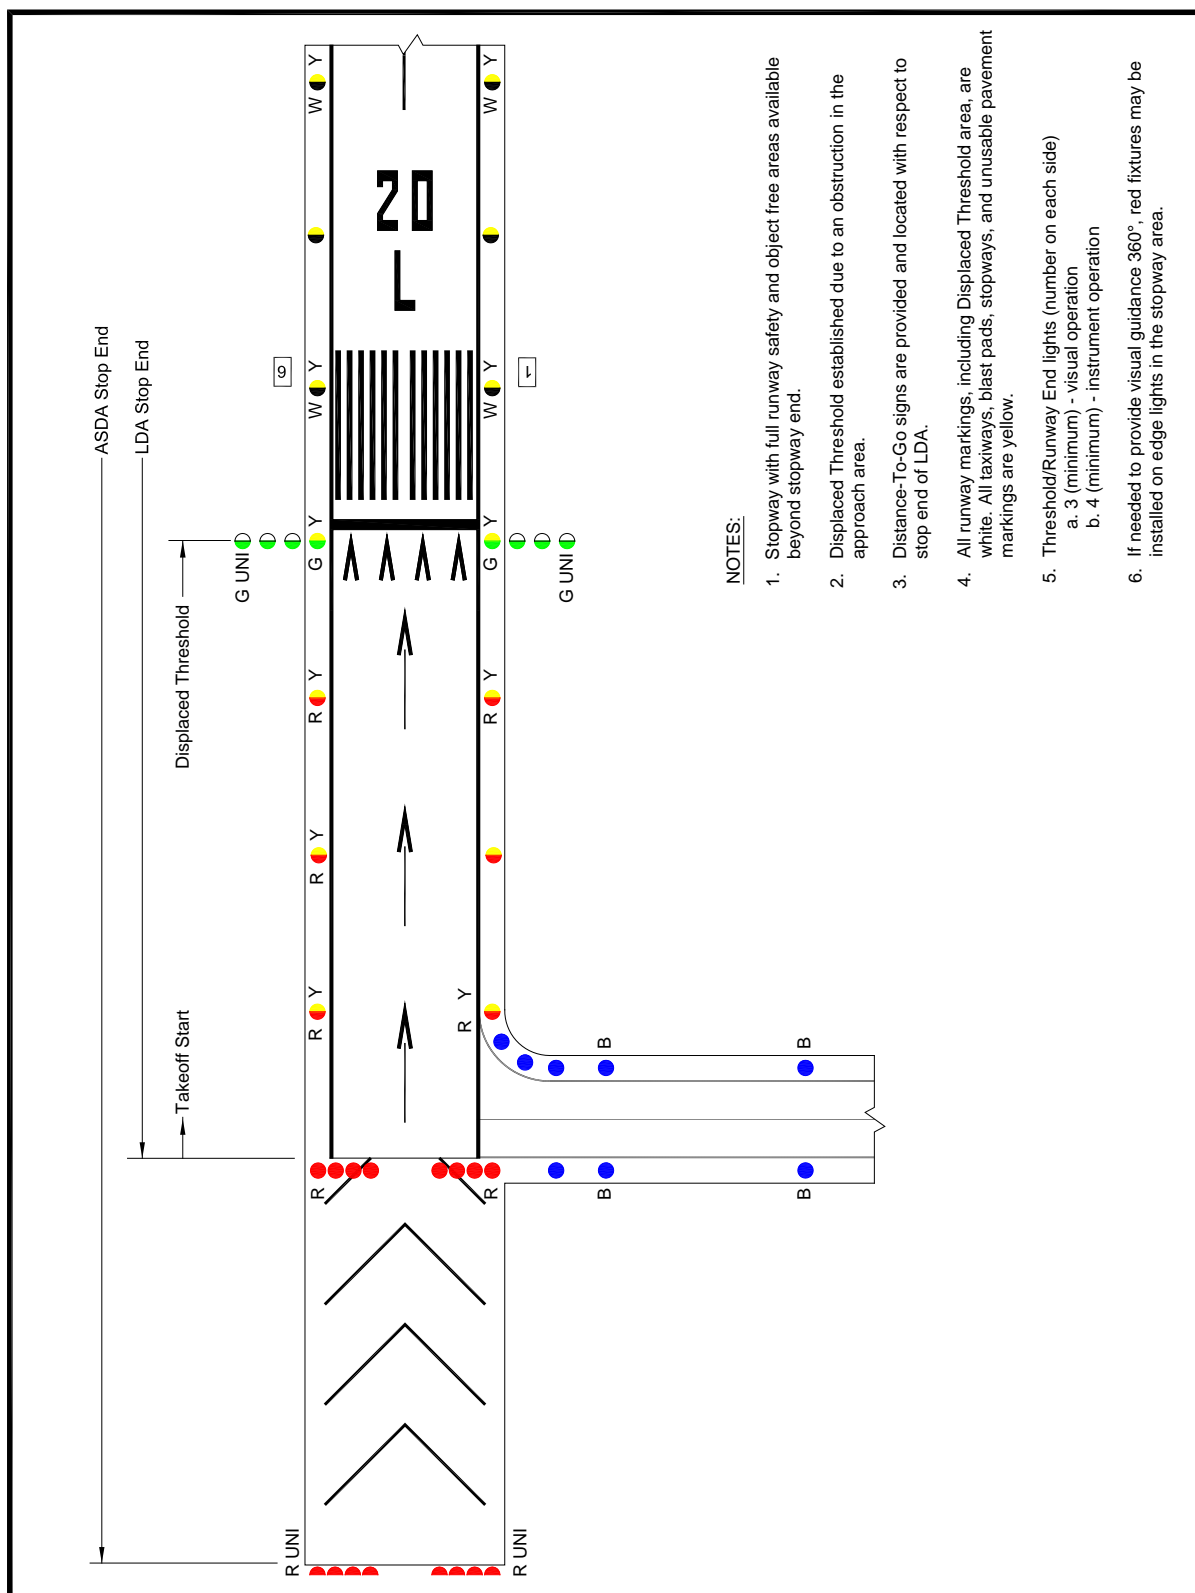 ASDA Stop End
LDA Stop End
Displaced Threshold
Takeoff Start
R UNI
R
R Y
R Y
R Y
G UNI
G Y
W Y
W Y
9
20
L
1
R UNI
R
R Y
R Y
G Y
G UNI
W Y
W Y
B
B
B
B
NOTES:
1. Stopway with full runway safety and object free areas available
beyond stopway end.
2. Displaced Threshold established due to an obstruction in the
approach area.
3. Distance-To-Go signs are provided and located with respect to
stop end of LDA.
4. All runway markings, including Displaced Threshold area, are
white. All taxiways, blast pads, stopways, and unusable pavement
markings are yellow.
5. Threshold/Runway End lights (number on each side)
a. 3 (minimum) - visual operation
b. 4 (minimum) - instrument operation
6. If needed to provide visual guidance 360°, red fixtures may be
installed on edge lights in the stopway area.